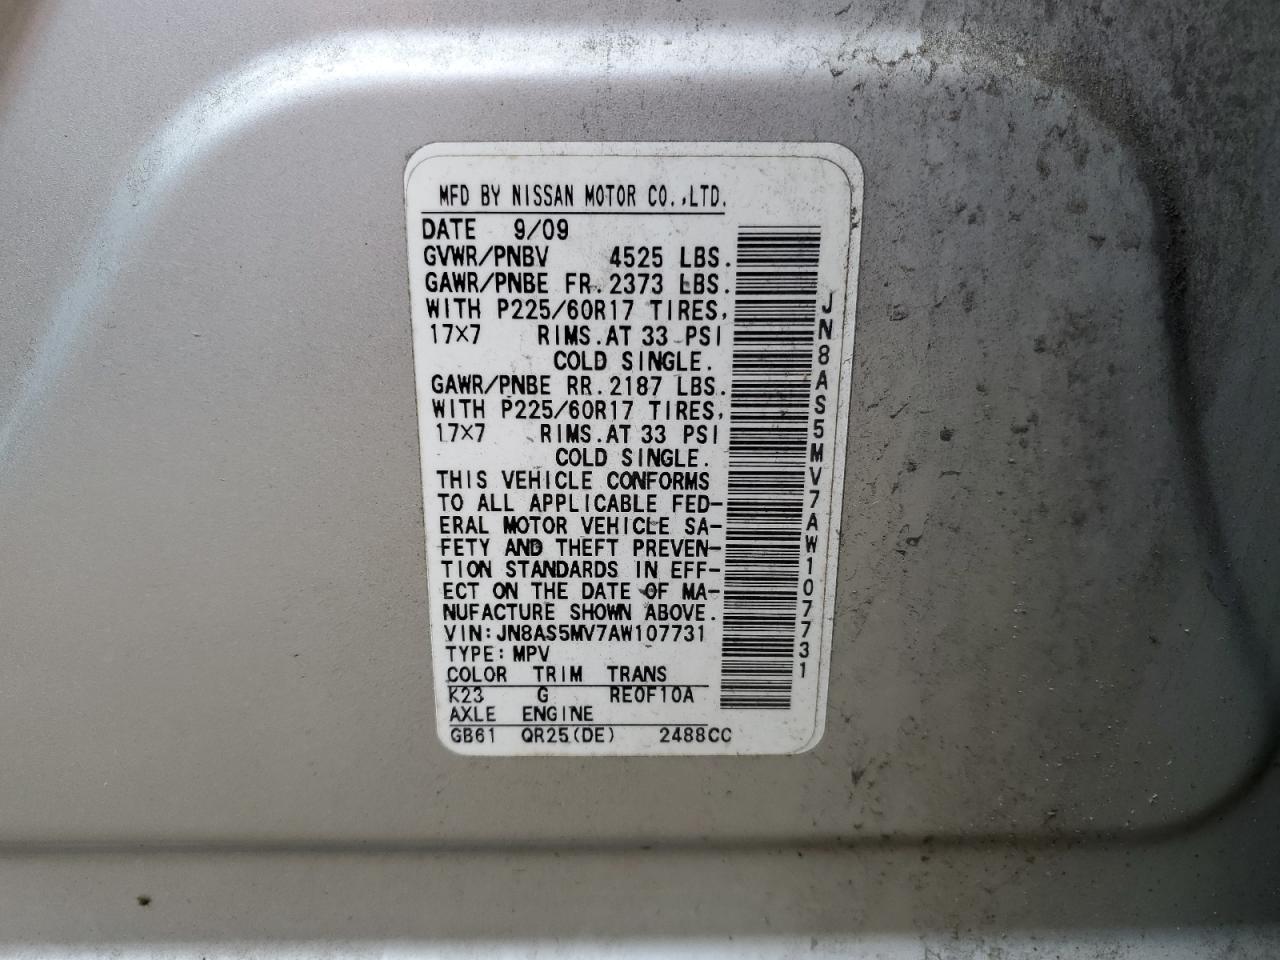 MFD BY NISSAN MOTOR CO.,LTD.
DATE 9/09
GVWR/PNBV 4525 LBS.
GAWR/PNBE FR. 2373 LBS.
WITH P225/60R17 TIRES,
17×7 RIMS.AT 33 PSI
COLD SINGLE.
GAWR/PNBE RR. 2187 LBS.
WITH P225/60R17 TIRES,
17×7 RIMS.AT 33 PSI
COLD SINGLE.
THIS VEHICLE CONFORMS
TO ALL APPLICABLE FED-
ERAL MOTOR VEHICLE SA-
FETY AND THEFT PREVEN-
TION STANDARDS IN EFF-
ECT ON THE DATE OF MA-
NUFACTURE SHOWN ABOVE.
VIN:JN8AS5MV7AW107731
TYPE:MPV
COLOR TRIM TRANS
K23 G RE0F10A
AXLE ENGINE
GB61 QR25(DE) 2488CC
JN8AS5MV7AW107731